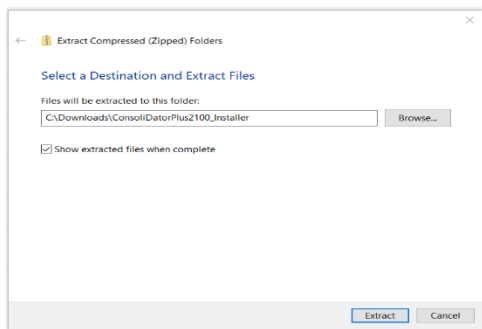 Extract Compressed (Zipped) Folders
Select a Destination and Extract Files
Files will be extracted to this folder:
C:\Downloads\ConsoliDatorPlus2100_Installer
Browse...
Show extracted files when complete
Extract
Cancel